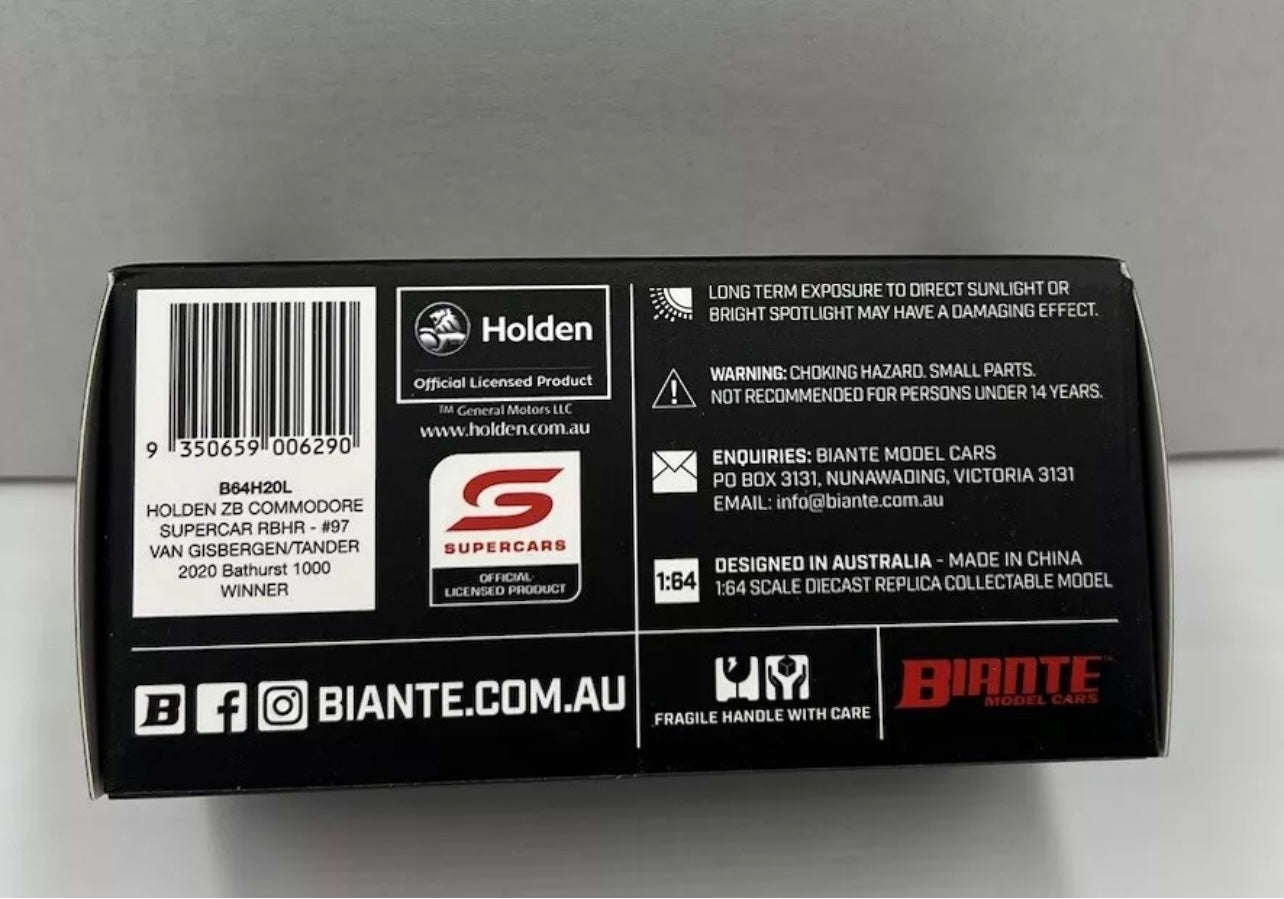 9 350659 006290
B64H20L
HOLDEN ZB COMMODORE
SUPERCAR RBHR - #97
VAN GISBERGEN/TANDER
2020 Bathurst 1000
WINNER
Holden
Official Licensed Product
TM General Motors LLC
www.holden.com.au
S
SUPERCARS
OFFICIAL
LICENSED PRODUCT
LONG TERM EXPOSURE TO DIRECT SUNLIGHT OR
BRIGHT SPOTLIGHT MAY HAVE A DAMAGING EFFECT.
WARNING: CHOKING HAZARD. SMALL PARTS.
NOT RECOMMENDED FOR PERSONS UNDER 14 YEARS.
ENQUIRIES: BIANTE MODEL CARS
PO BOX 3131, NUNAWADING, VICTORIA 3131
EMAIL: info@biante.com.au
1:64
DESIGNED IN AUSTRALIA - MADE IN CHINA
1:64 SCALE DIECAST REPLICA COLLECTABLE MODEL
B f BIANTE.COM.AU
FRAGILE HANDLE WITH CARE
BIANTE™
MODEL CARS